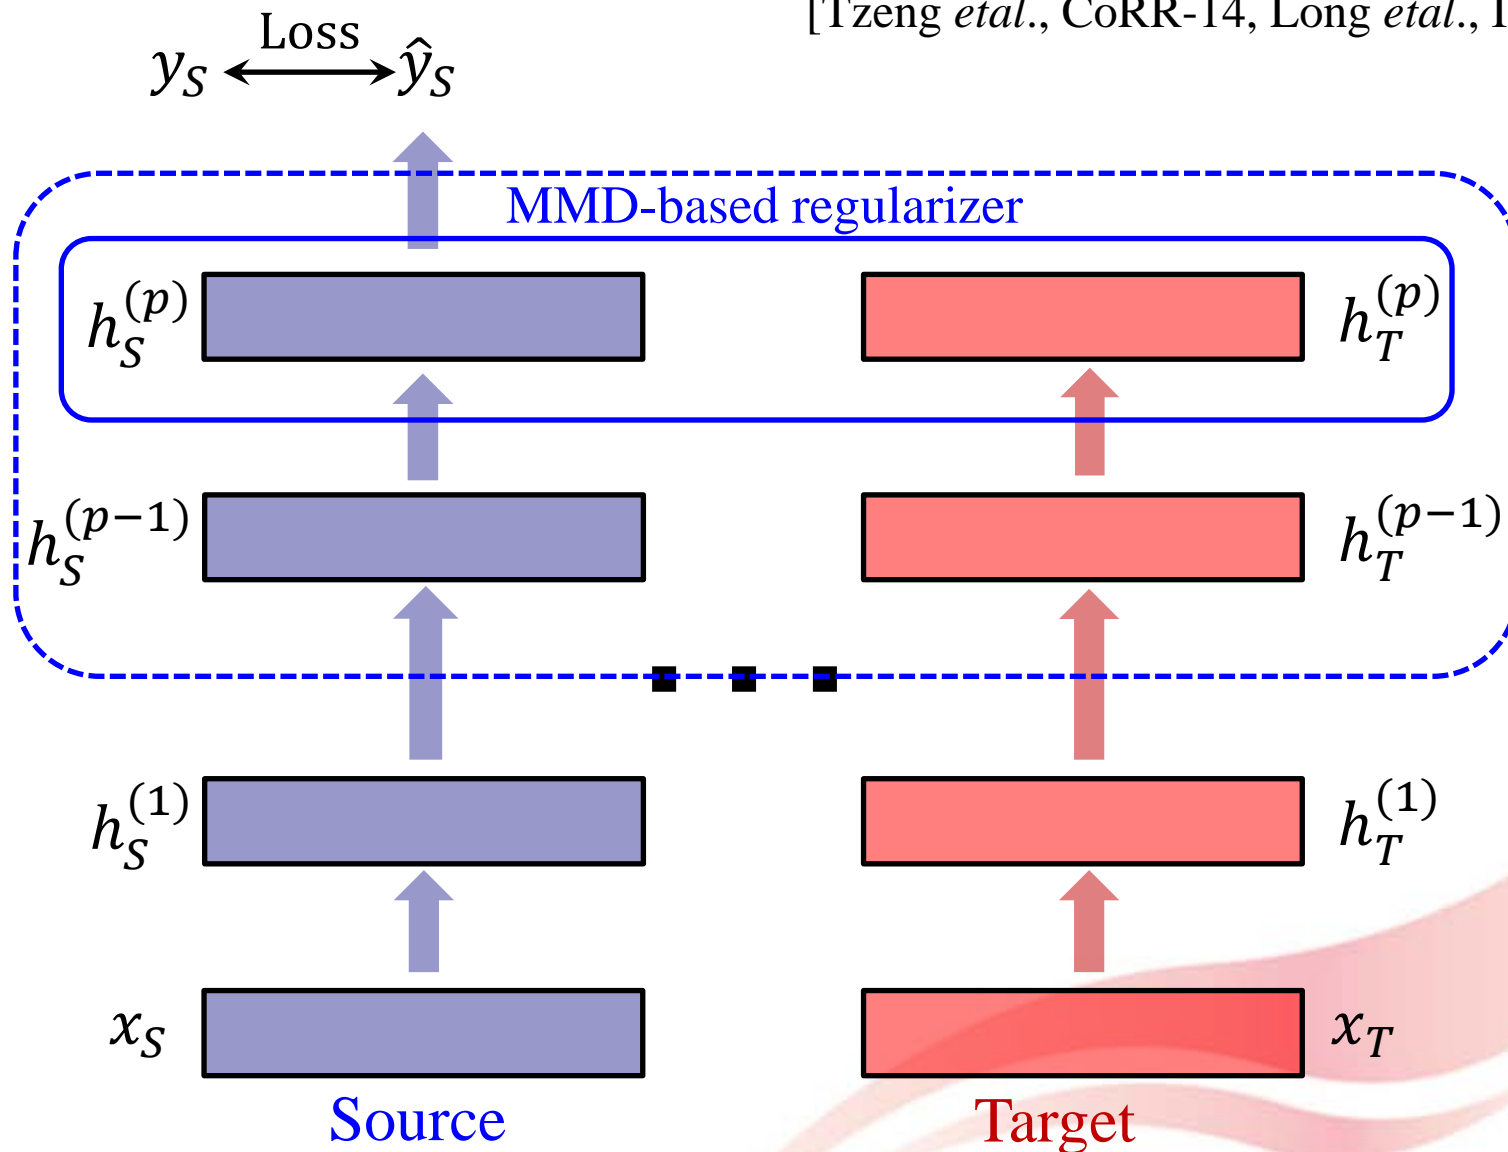 [Tzeng etal., CoRR-14, Long etal., I
Loss
y_S ŷ_S
MMD-based regularizer
h_S^{(p)} h_T^{(p)}
h_S^{(p-1)} h_T^{(p-1)}
h_S^{(1)} h_T^{(1)}
x_S x_T
Source Target